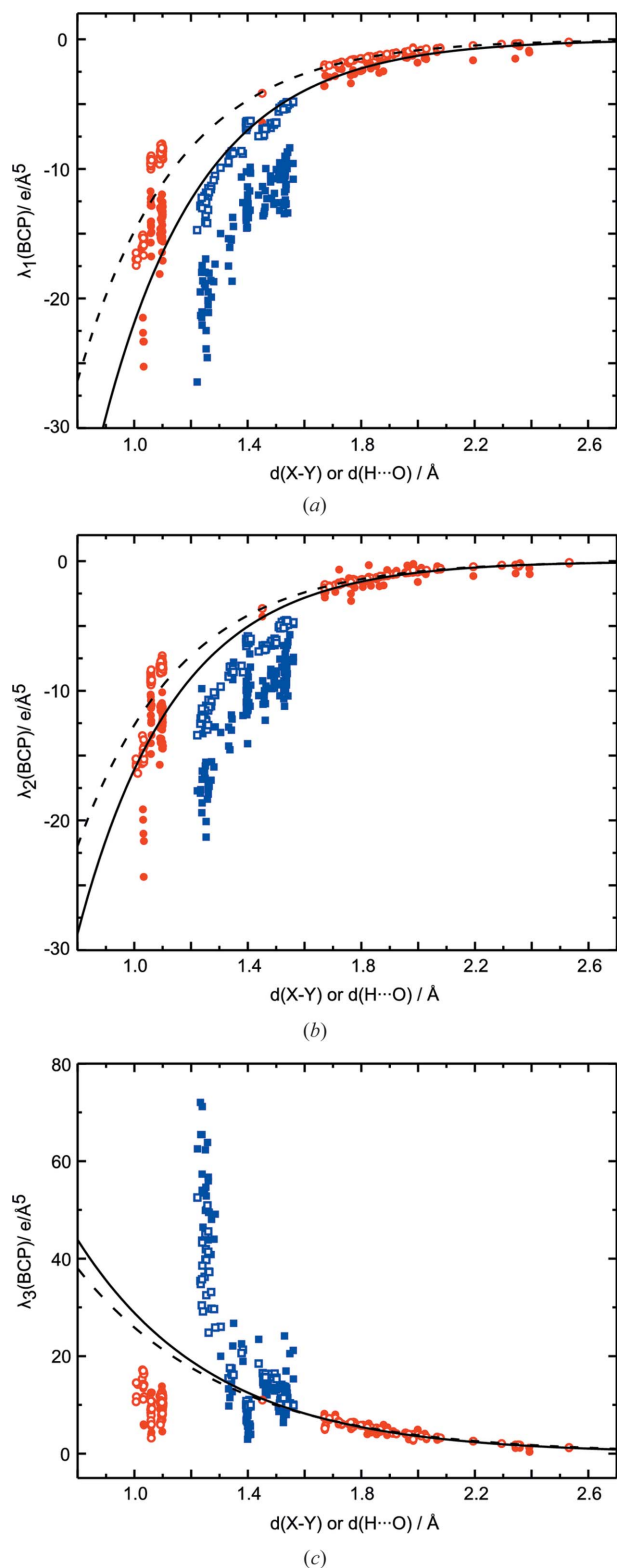 0
-10
-20
-30
λ1(BCP)/ e/Å5
1.0 1.4 1.8 2.2 2.6
d(X-Y) or d(H···O) / Å
(a)
0
-10
-20
-30
λ2(BCP)/ e/Å5
1.0 1.4 1.8 2.2 2.6
d(X-Y) or d(H···O) / Å
(b)
80
60
40
20
0
λ3(BCP)/ e/Å5
1.0 1.4 1.8 2.2 2.6
d(X-Y) or d(H···O) / Å
(c)